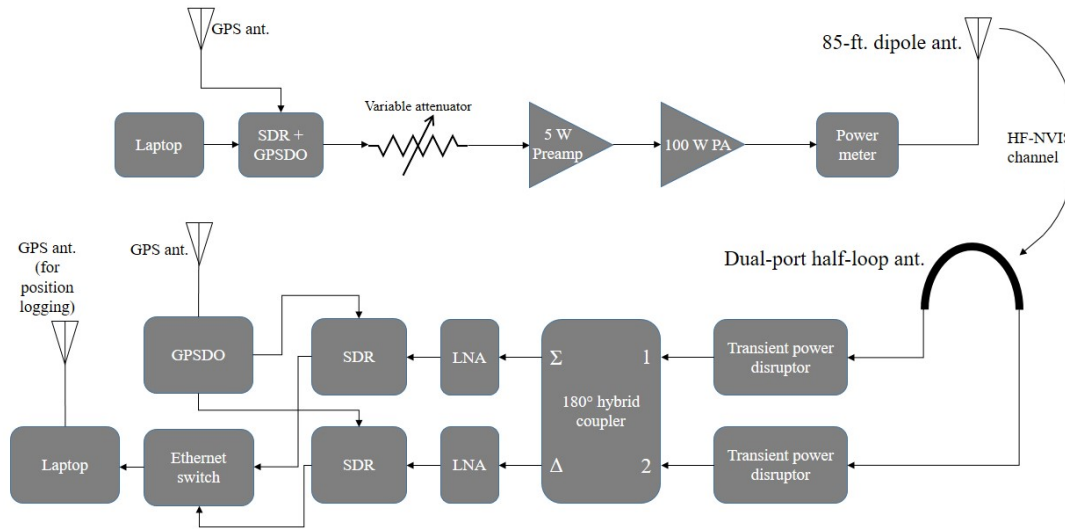 GPS ant.
85-ft. dipole ant.
Variable attenuator
Laptop
SDR +
GPSDO
5 W
Preamp
100 W PA
Power
meter
HF-NVIS
channel
GPS ant.
(for
position
logging)
GPS ant.
Dual-port half-loop ant.
GPSDO
SDR
LNA
Σ
1
Transient power
disruptor
180° hybrid
coupler
Laptop
Ethernet
switch
SDR
LNA
Δ
2
Transient power
disruptor